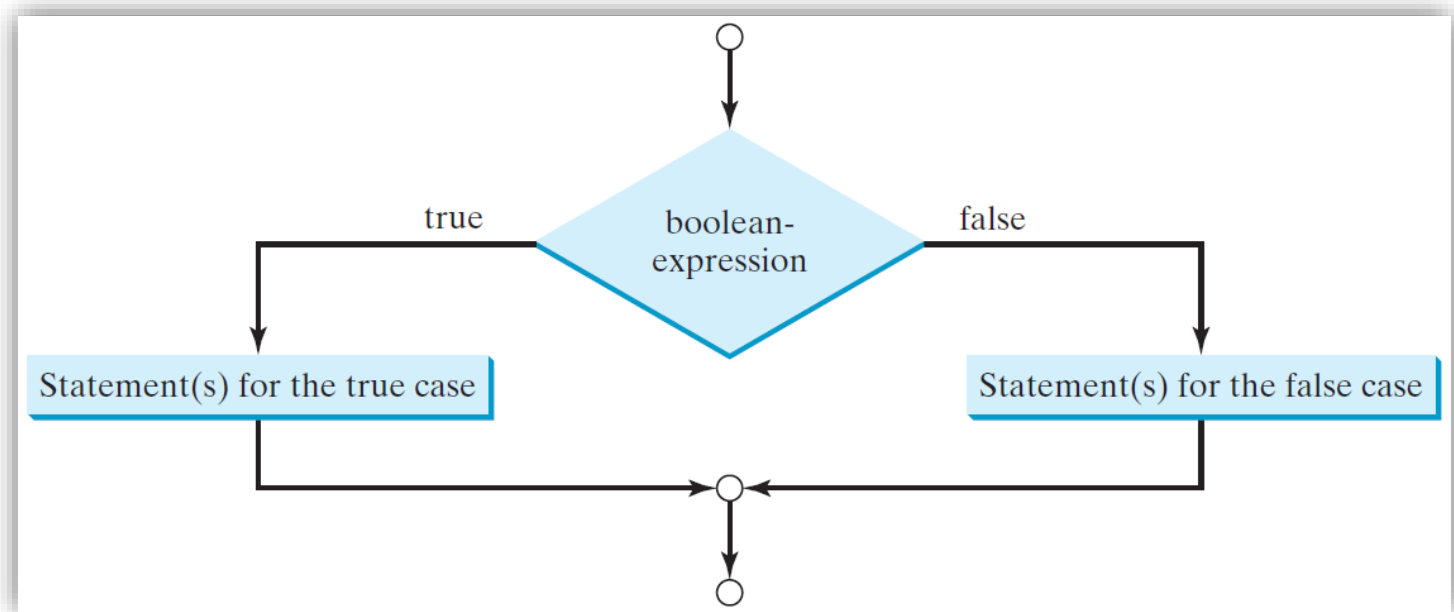 true
boolean-
expression
false
Statement(s) for the true case
Statement(s) for the false case